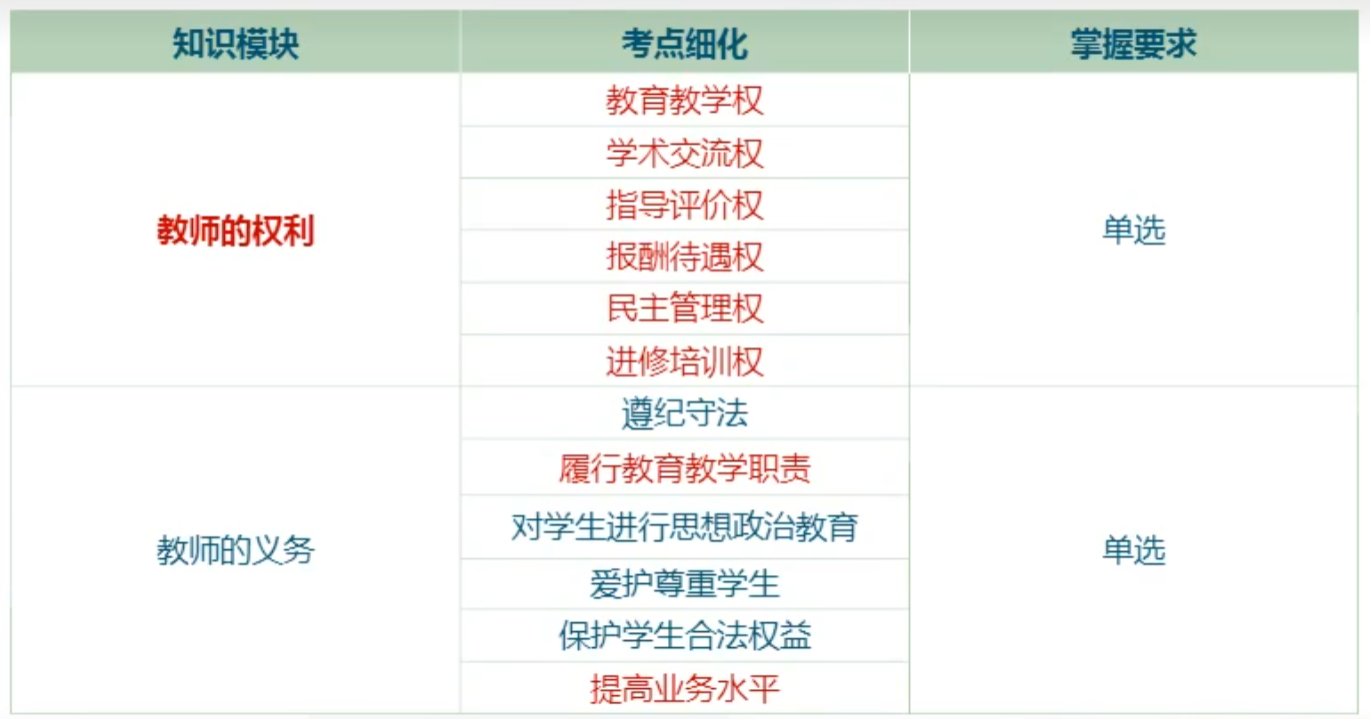 知识模块 考点细化 掌握要求
教育教学权
学术交流权
指导评价权
教师的权利 单选
报酬待遇权
民主管理权
进修培训权
遵纪守法
履行教育教学职责
对学生进行思想政治教育
教师的义务 单选
爱护尊重学生
保护学生合法权益
提高业务水平